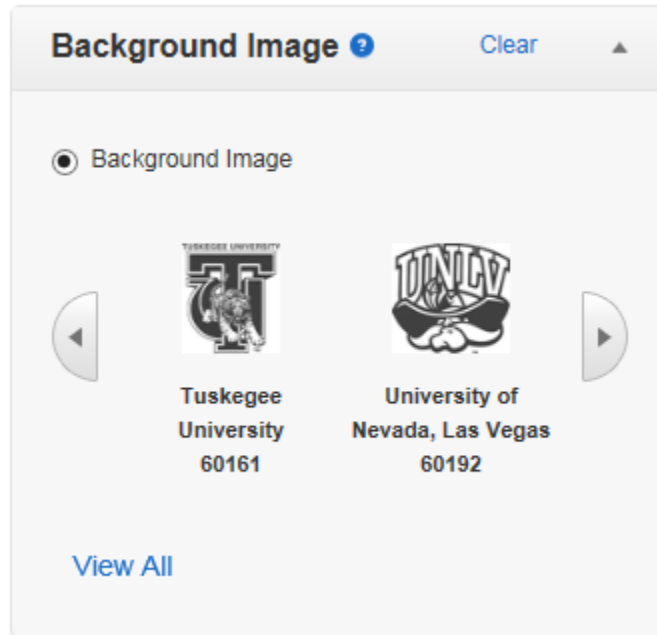 Background Image ? Clear
Background Image
TUSKEGEE UNIVERSITY
TU
UNLV
Tuskegee
University
60161
University of
Nevada, Las Vegas
60192
View All